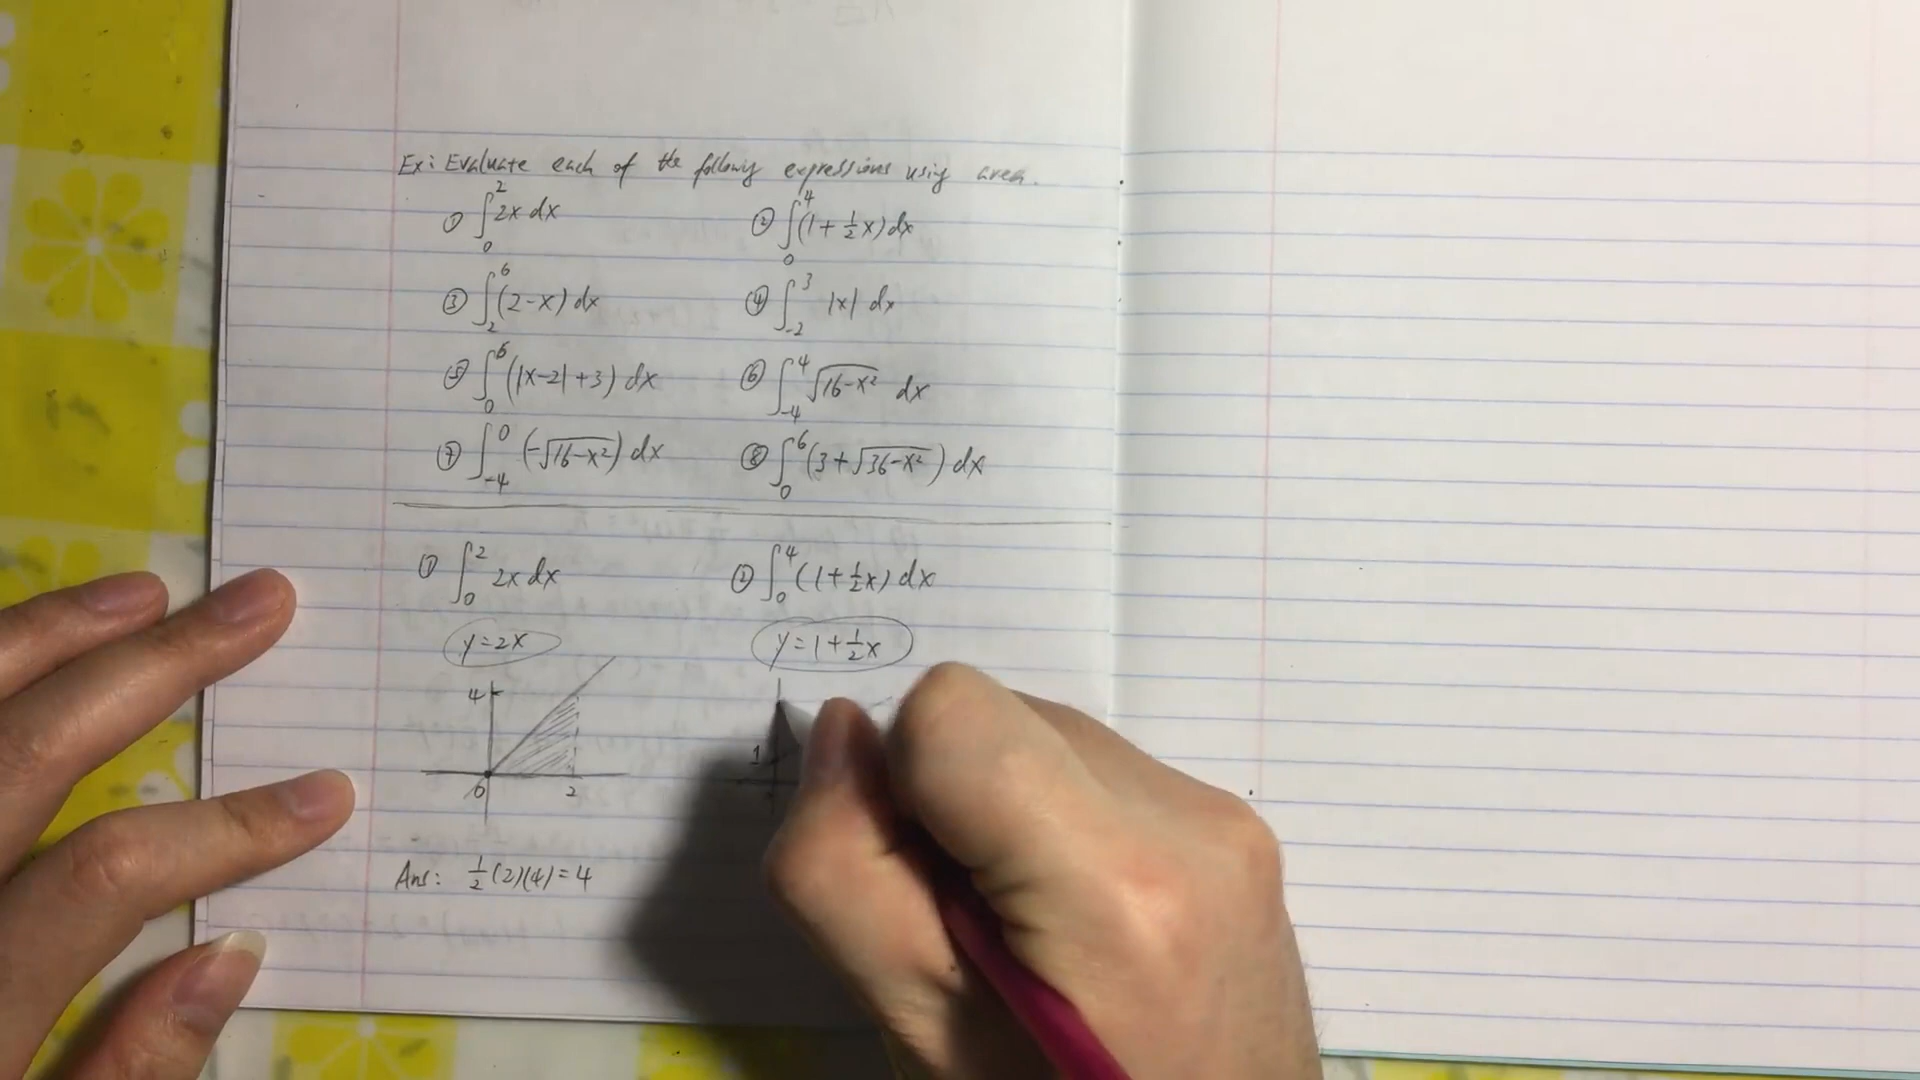 Ex: Evaluate each of the following expressions using area.
① ∫₀² 2x dx ② ∫₀⁴ (1 + ½x) dx
③ ∫₂⁶ (2-x) dx ④ ∫₋₂³ |x| dx
⑤ ∫₀⁶ (|x-2|+3) dx ⑥ ∫₋₄⁴ √(16-x²) dx
⑦ ∫₋₄⁰ (-√(16-x²)) dx ⑧ ∫₀⁶ (3+√(36-x²)) dx
① ∫₀² 2x dx ② ∫₀⁴ (1+½x) dx
y=2x y=1+½x
4
1
0 2
Ans: ½(2)(4)=4